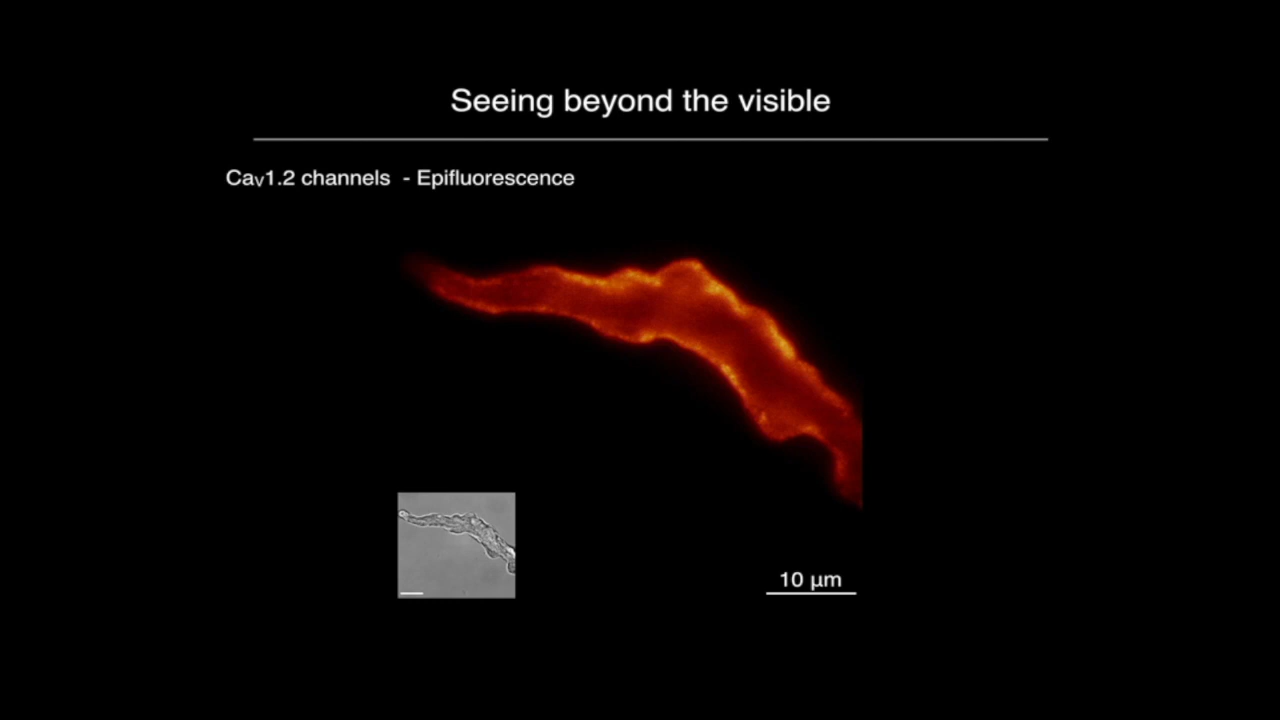 Seeing beyond the visible
Cav1.2 channels - Epifluorescence
10 µm